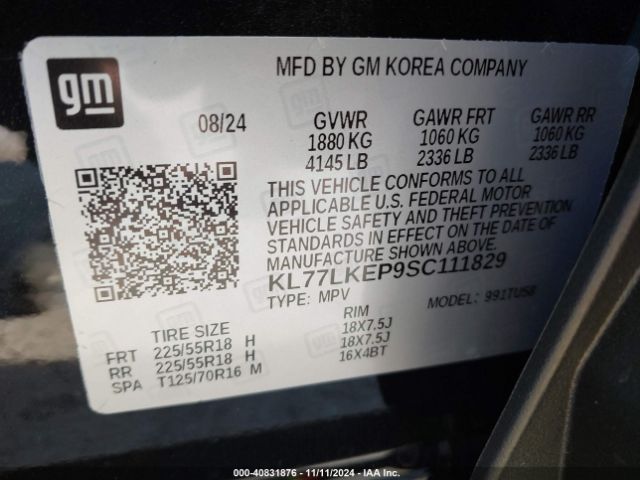 gm
MFD BY GM KOREA COMPANY
08/24 GVWR GAWR FRT GAWR RR
1880 KG 1060 KG 1060 KG
4145 LB 2336 LB 2336 LB
THIS VEHICLE CONFORMS TO ALL
APPLICABLE U.S. FEDERAL MOTOR
VEHICLE SAFETY AND THEFT PREVENTION
STANDARDS IN EFFECT ON THE DATE OF
MANUFACTURE SHOWN ABOVE.
KL77LKEP9SC111829
TYPE: MPV MODEL: 991TU58
TIRE SIZE RIM
FRT 225/55R18 H 18X7.5J
RR 225/55R18 H 18X7.5J
SPA T125/70R16 M 16X4BT
000-40831876 - 11/11/2024 - IAA Inc.